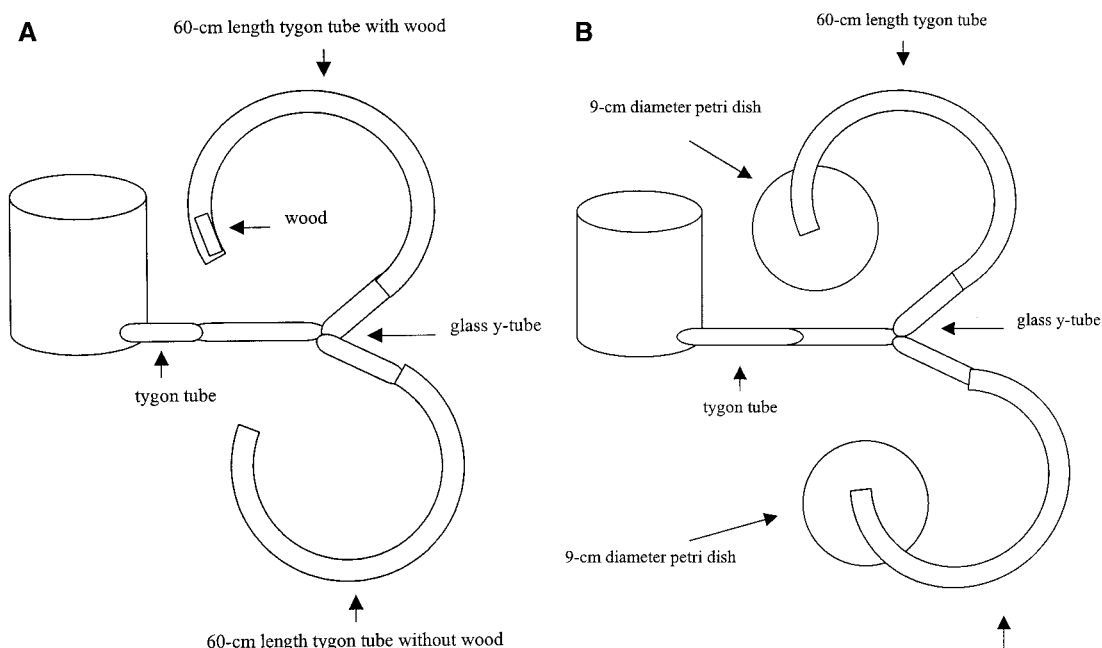 A
60-cm length tygon tube with wood
wood
glass y-tube
tygon tube
60-cm length tygon tube without wood
B
60-cm length tygon tube
9-cm diameter petri dish
glass y-tube
tygon tube
9-cm diameter petri dish